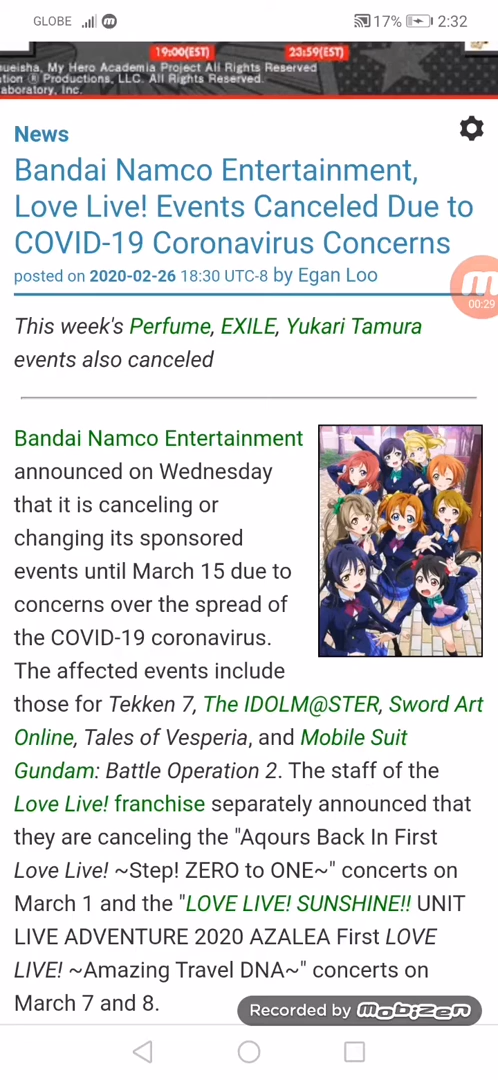 GLOBE 17% 2:32
19:00(EST) 23:59(EST)
ueisha, My Hero Academia Project All Rights Reserved
tion ® Productions, LLC. All Rights Reserved.
aboratory, Inc.
News
Bandai Namco Entertainment,
Love Live! Events Canceled Due to
COVID-19 Coronavirus Concerns
posted on 2020-02-26 18:30 UTC-8 by Egan Loo
00:29
This week's Perfume, EXILE, Yukari Tamura
events also canceled
Bandai Namco Entertainment
announced on Wednesday
that it is canceling or
changing its sponsored
events until March 15 due to
concerns over the spread of
the COVID-19 coronavirus.
The affected events include
those for Tekken 7, The IDOLM@STER, Sword Art
Online, Tales of Vesperia, and Mobile Suit
Gundam: Battle Operation 2. The staff of the
Love Live! franchise separately announced that
they are canceling the "Aqours Back In First
Love Live! ~Step! ZERO to ONE~" concerts on
March 1 and the "LOVE LIVE! SUNSHINE!! UNIT
LIVE ADVENTURE 2020 AZALEA First LOVE
LIVE! ~Amazing Travel DNA~" concerts on
March 7 and 8.
Recorded by mobizen